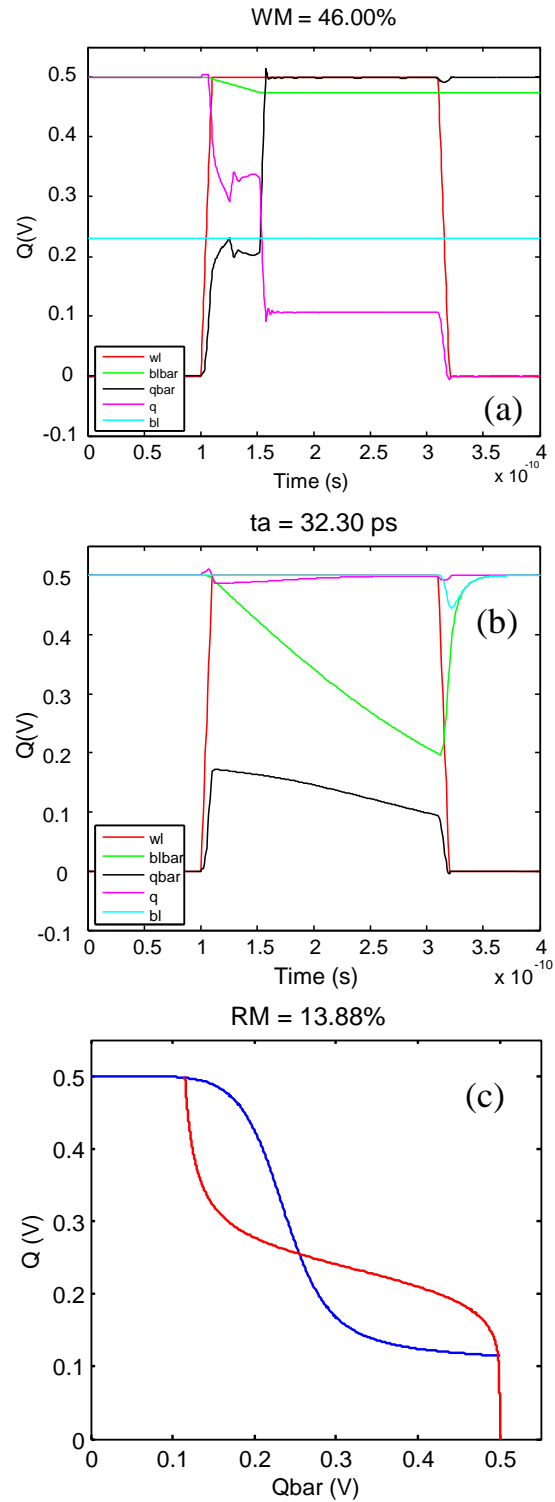 WM = 46.00%
0.5
0.4
0.3
0.2
0.1
0
-0.1
Q(V)
wl
blbar
qbar
q
bl
(a)
0 0.5 1 1.5 2 2.5 3 3.5 4
Time (s)
x 10⁻¹⁰
ta = 32.30 ps
0.5
0.4
0.3
0.2
0.1
0
-0.1
Q(V)
wl
blbar
qbar
q
bl
(b)
0 0.5 1 1.5 2 2.5 3 3.5 4
Time (s)
x 10⁻¹⁰
RM = 13.88%
0.5
0.4
0.3
0.2
0.1
0
Q (V)
(c)
0 0.1 0.2 0.3 0.4 0.5
Qbar (V)